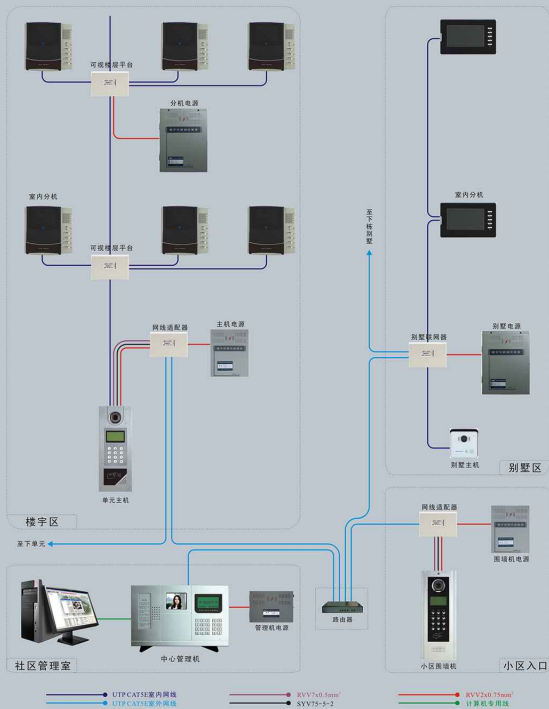 可视楼层平台
分机电源
室内分机
室内分机
可视楼层平台
至下栋别墅
网线适配器
主机电源
别墅联网器
别墅电源
单元主机
别墅主机
别墅区
楼宇区
网线适配器
至下单元
围墙机电源
管理机电源
路由器
中心管理机
小区围墙机
社区管理室
小区入口
UTP CAT5E室内网线
RVV7x0.5mm²
RVV2x0.75mm²
UTP CAT5E室外网线
SYV75-5-2
计算机专用线